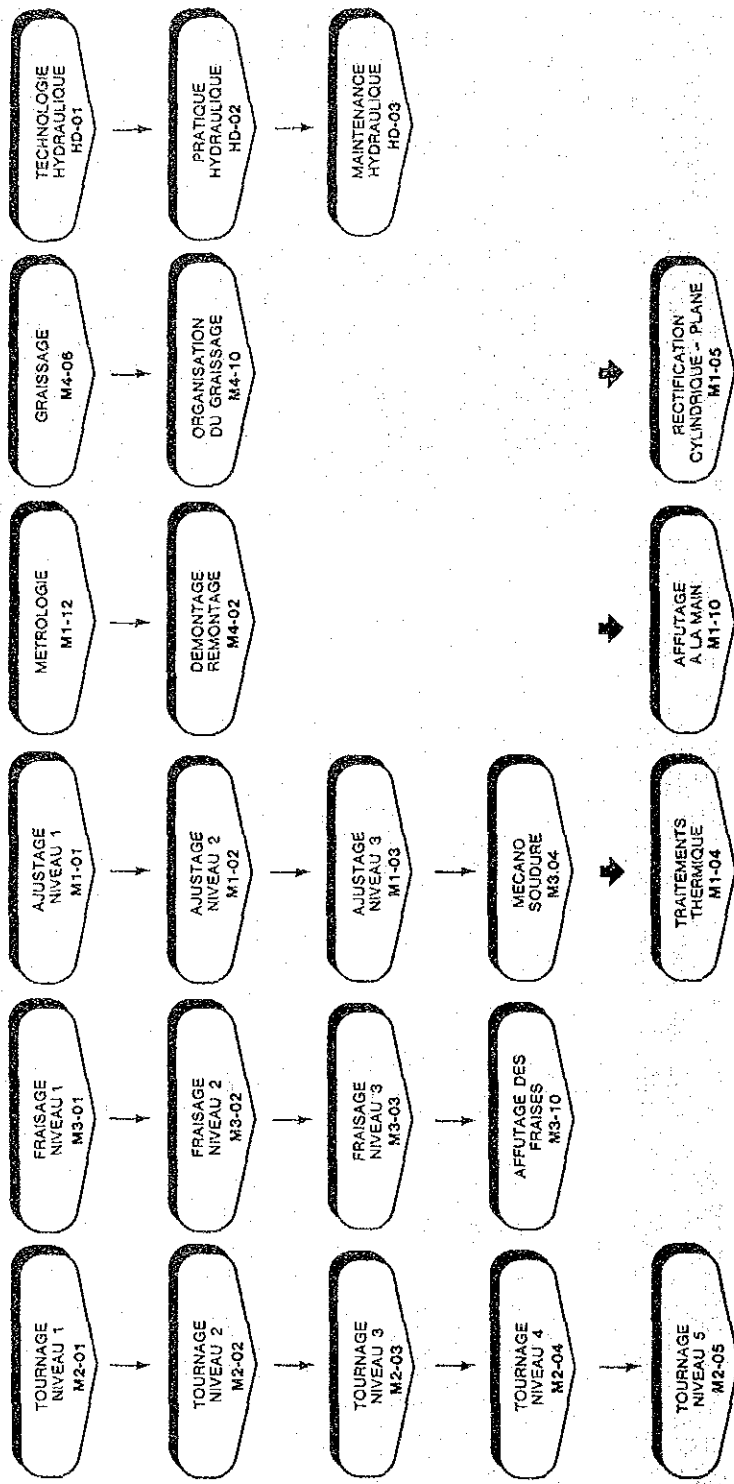 TOURNAGE
NIVEAU 1
M2-01
FRAISAGE
NIVEAU 1
M3-01
AJUSTAGE
NIVEAU 1
M1-01
METROLOGIE
M1-12
GRAISSAGE
M4-06
TECHNOLOGIE
HYDRAULIQUE
HD-01
TOURNAGE
NIVEAU 2
M2-02
FRAISAGE
NIVEAU 2
M3-02
AJUSTAGE
NIVEAU 2
M1-02
DEMONTAGE
REMONTAGE
M4-02
ORGANISATION
DU GRAISSAGE
M4-10
PRATIQUE
HYDRAULIQUE
HD-02
TOURNAGE
NIVEAU 3
M2-03
FRAISAGE
NIVEAU 3
M3-03
AJUSTAGE
NIVEAU 3
M1-03
MAINTENANCE
HYDRAULIQUE
HD-03
TOURNAGE
NIVEAU 4
M2-04
AFFUTAGE DES
FRAISES
M3-10
MECANO
SOUDURE
M3.04
TOURNAGE
NIVEAU 5
M2-05
TRAITEMENTS
THERMIQUE
M1-04
AFFUTAGE
A LA MAIN
M1-10
RECTIFICATION
CYLINDRIQUE - PLANE
M1-05